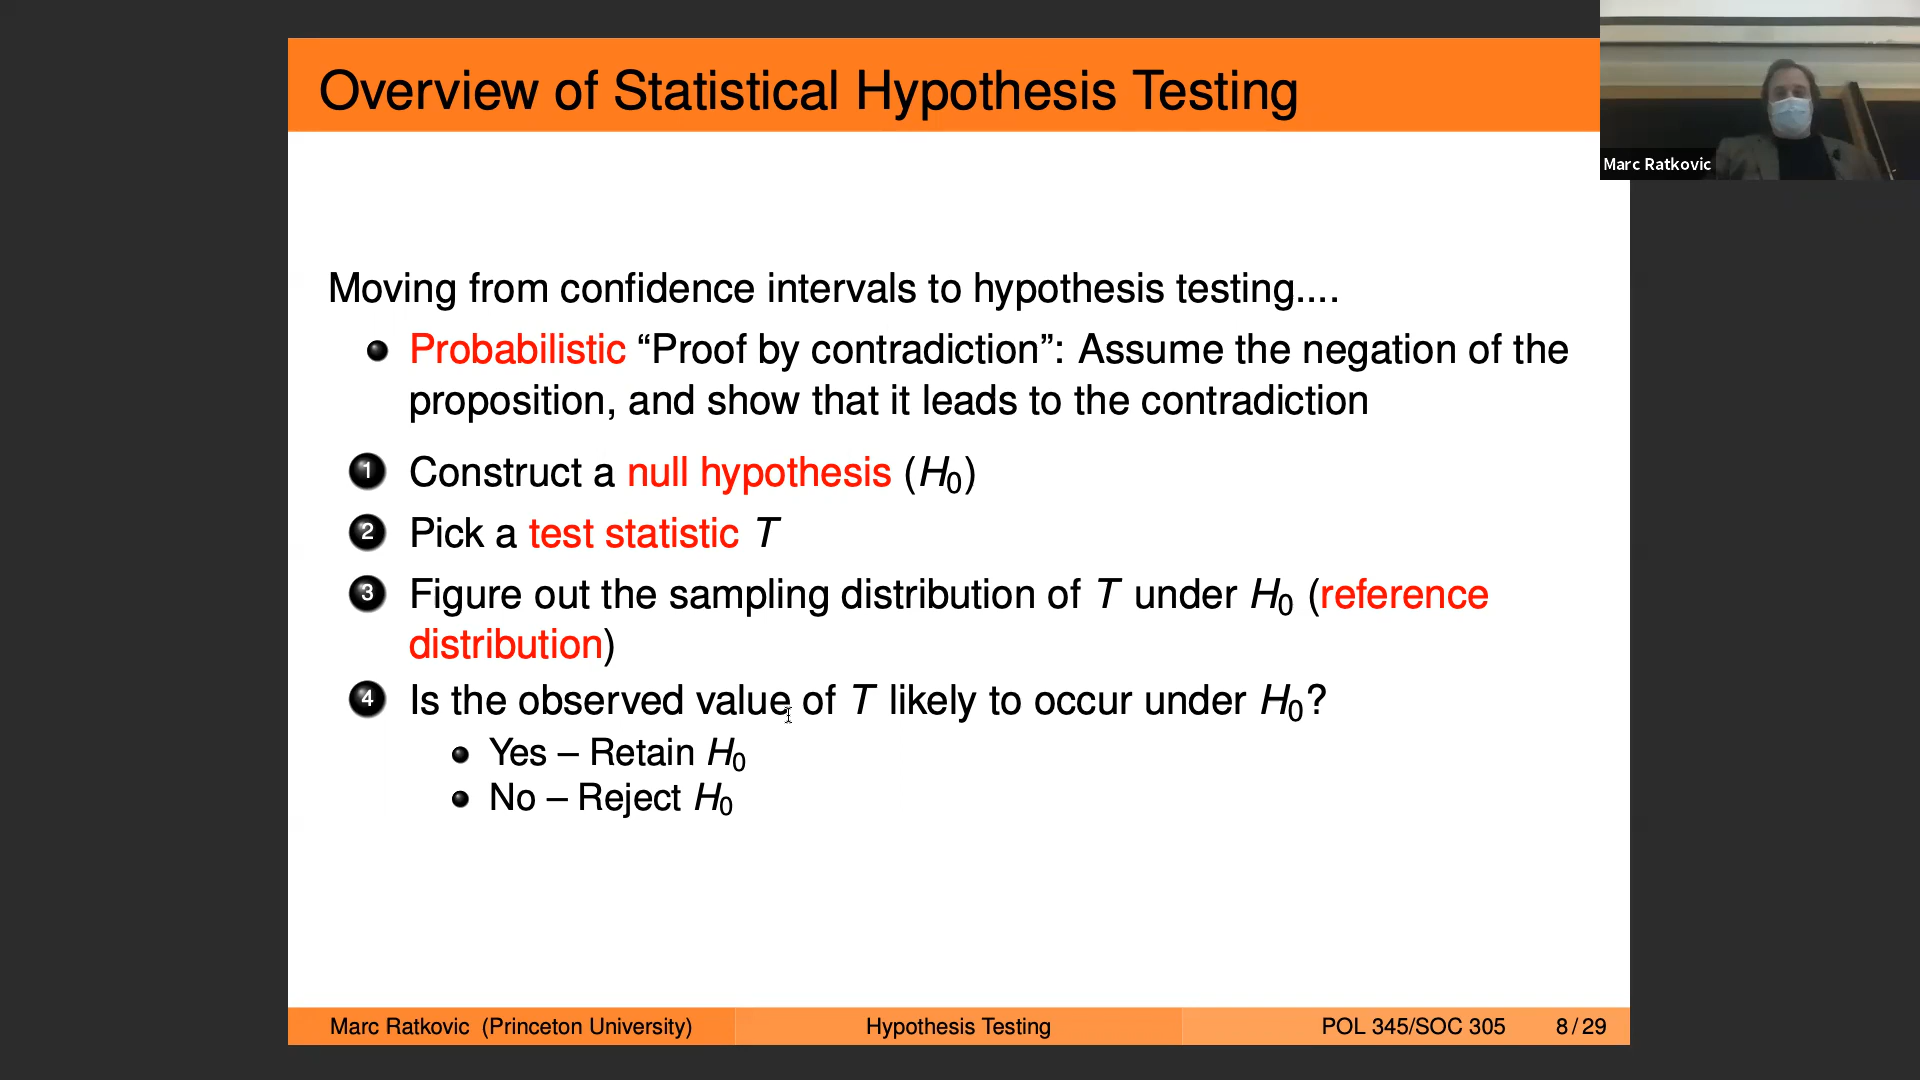 Overview of Statistical Hypothesis Testing
Marc Ratkovic
Moving from confidence intervals to hypothesis testing....
Probabilistic “Proof by contradiction”: Assume the negation of the
proposition, and show that it leads to the contradiction
1 Construct a null hypothesis (H₀)
2 Pick a test statistic T
3 Figure out the sampling distribution of T under H₀ (reference
distribution)
4 Is the observed value of T likely to occur under H₀?
Yes – Retain H₀
No – Reject H₀
Marc Ratkovic (Princeton University) Hypothesis Testing POL 345/SOC 305 8 / 29